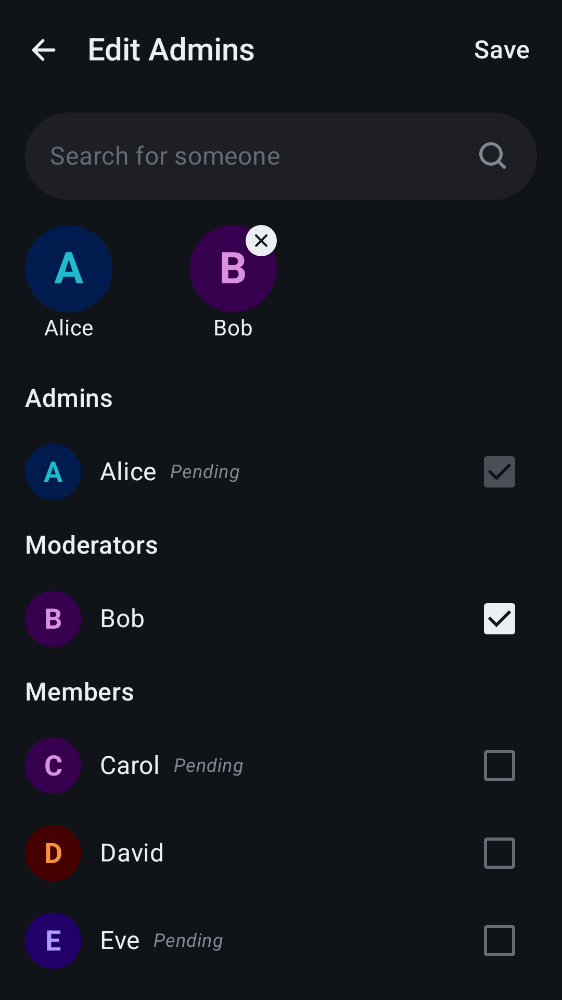 Edit Admins Save
Search for someone
A B
Alice Bob
Admins
A Alice Pending
Moderators
B Bob
Members
C Carol Pending
D David
E Eve Pending